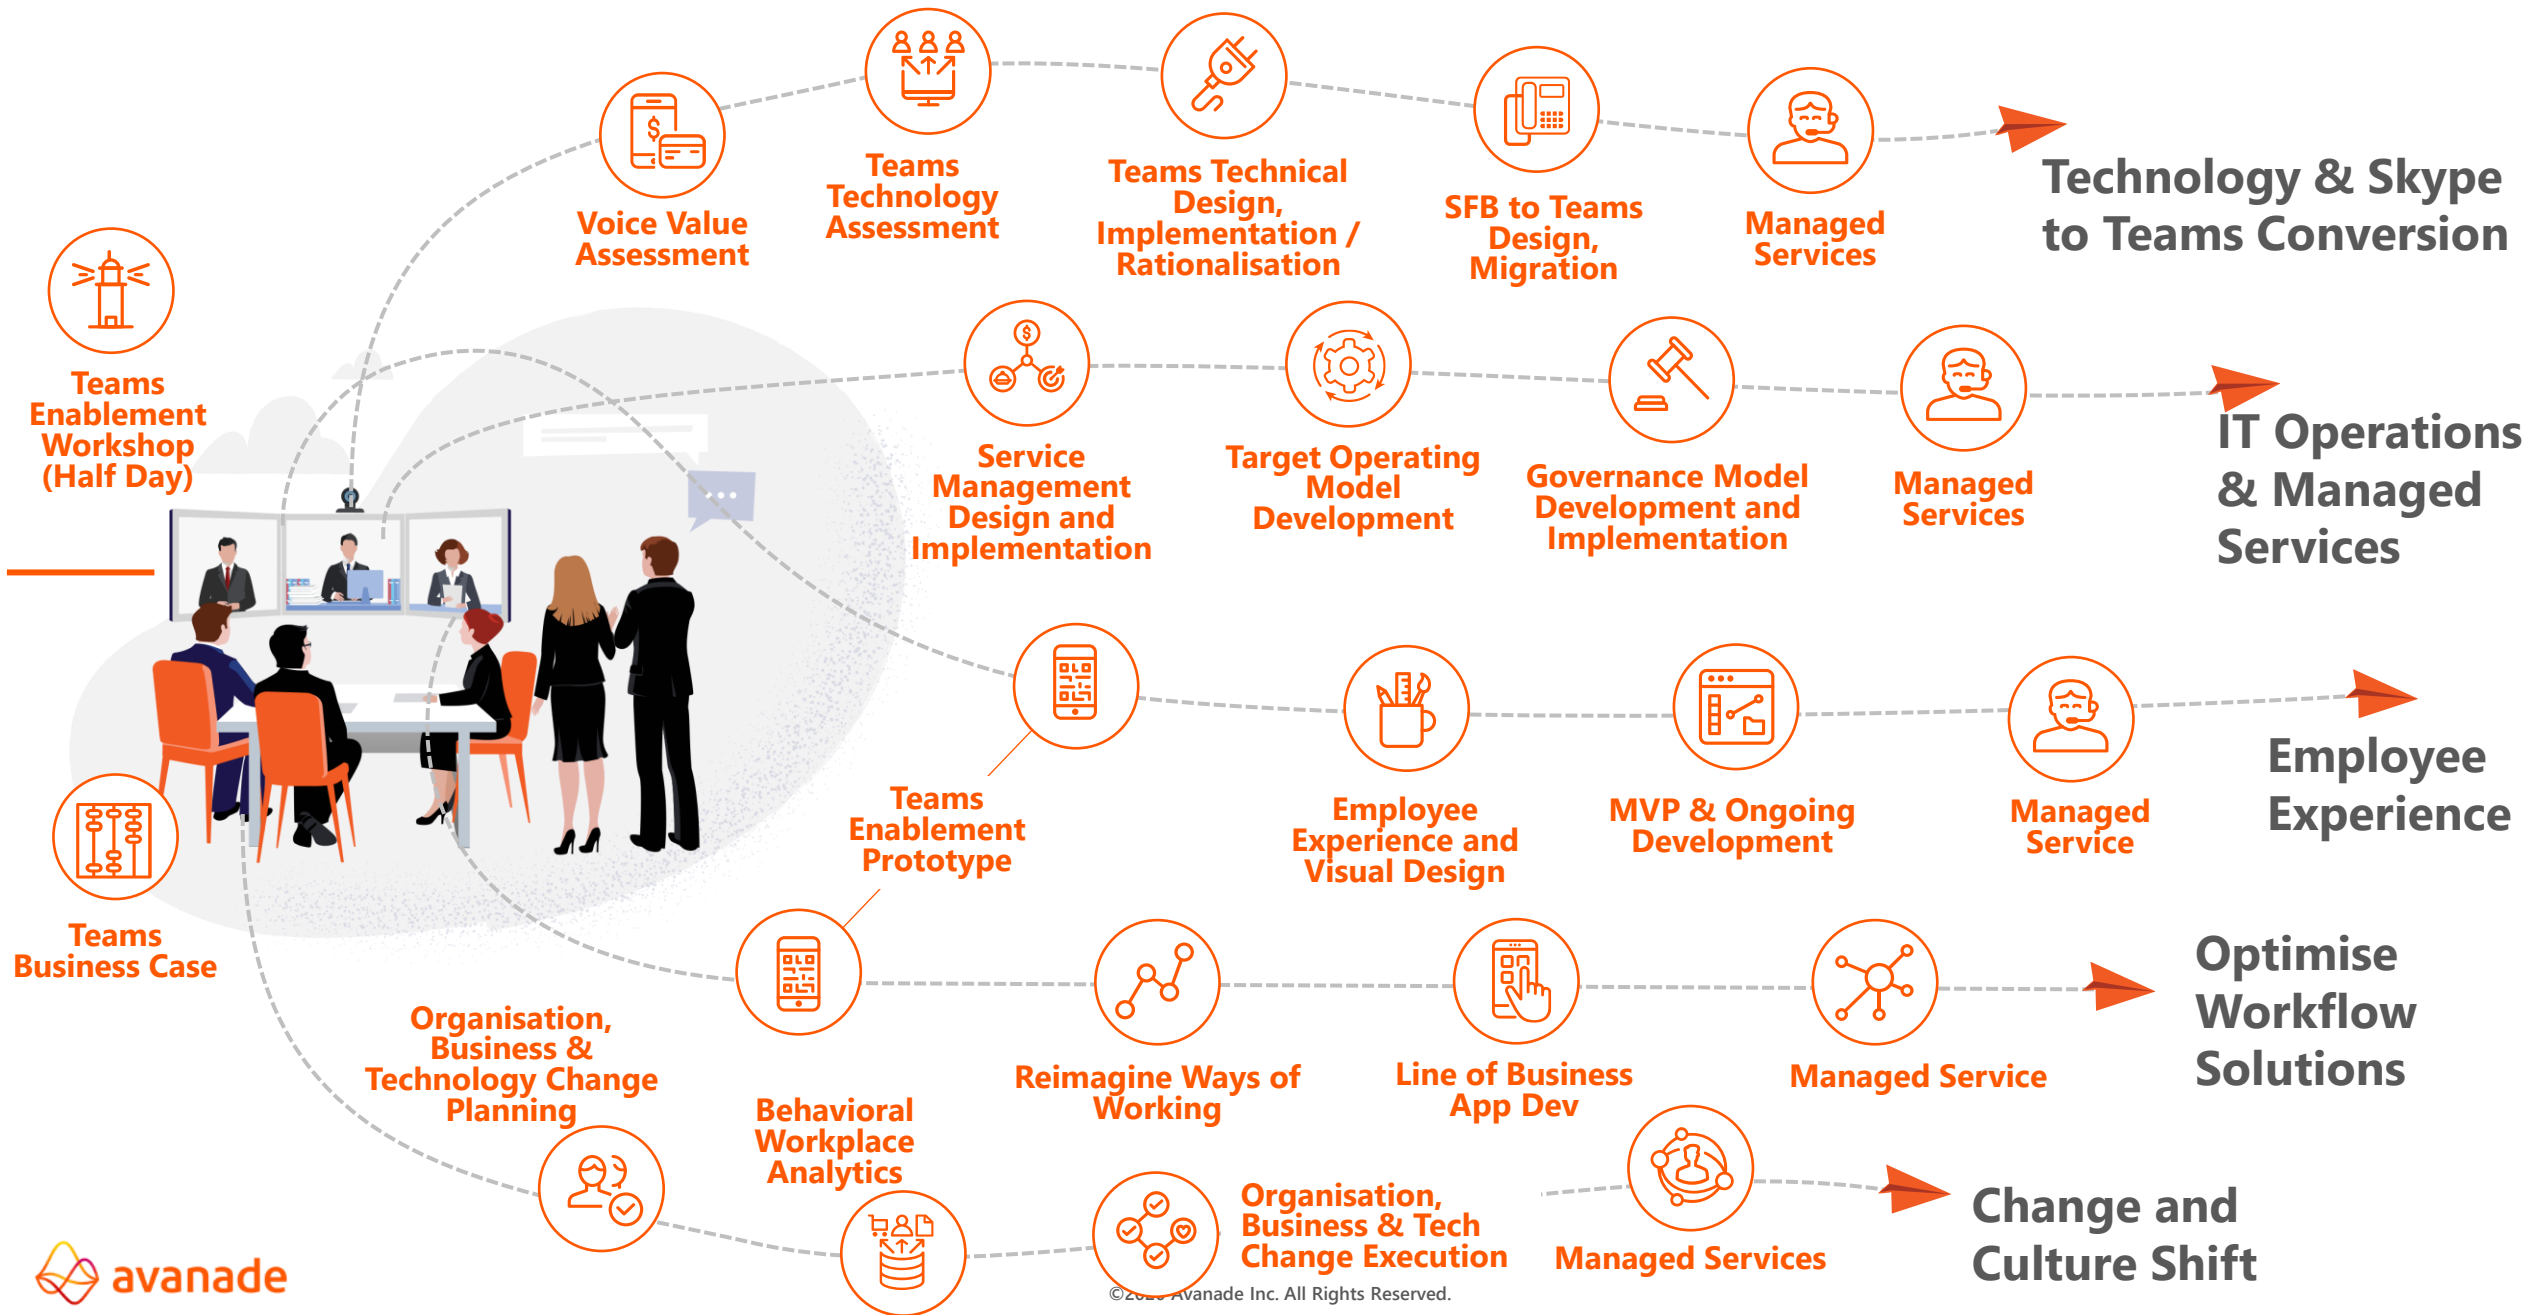 Voice Value
Assessment
Teams
Technology
Assessment
Teams Technical
Design,
Implementation /
Rationalisation
SFB to Teams
Design,
Migration
Managed
Services
Technology & Skype
to Teams Conversion
Teams
Enablement
Workshop
(Half Day)
Service
Management
Design and
Implementation
Target Operating
Model
Development
Governance Model
Development and
Implementation
Managed
Services
IT Operations
& Managed
Services
Teams
Enablement
Prototype
Employee
Experience and
Visual Design
MVP & Ongoing
Development
Managed
Service
Employee
Experience
Teams
Business Case
Reimagine Ways of
Working
Line of Business
App Dev
Managed Service
Optimise
Workflow
Solutions
Organisation,
Business &
Technology Change
Planning
Behavioral
Workplace
Analytics
Organisation,
Business & Tech
Change Execution
Managed Services
Change and
Culture Shift
avanade
Avanade Inc. All Rights Reserved.